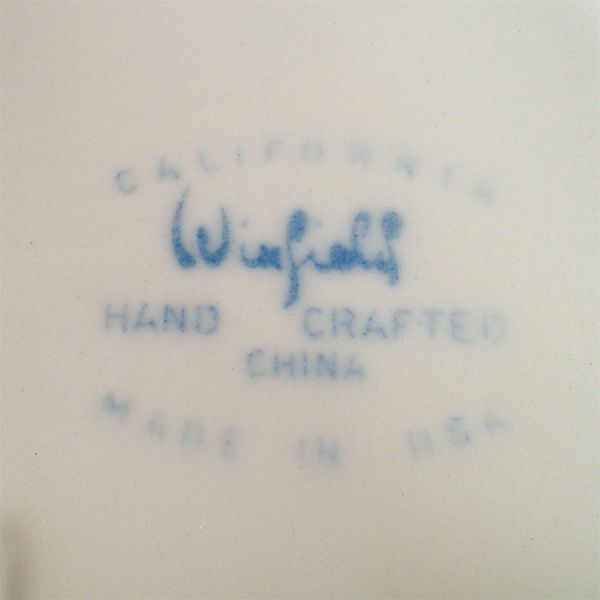 CALIFORNIA
Winfield
HAND CRAFTED
CHINA
MADE IN USA